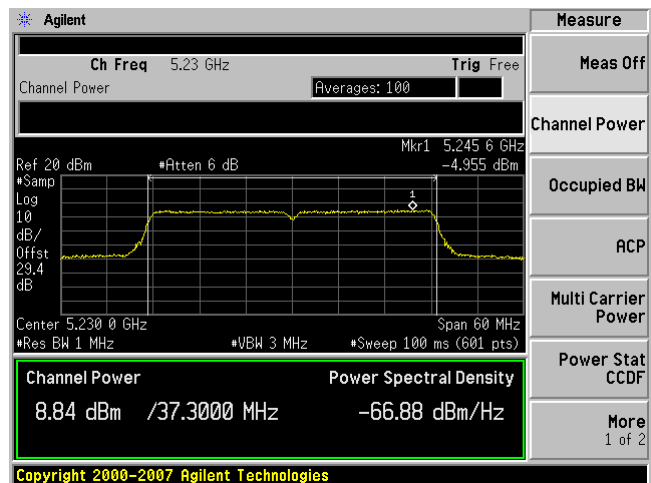 Agilent
Measure
Ch Freq 5.23 GHz Trig Free
Channel Power Averages: 100
Mkr1 5.245 6 GHz
Ref 20 dBm #Atten 6 dB -4.955 dBm
#Samp
Log
10
dB/
Offst
29.4
dB
1
Center 5.230 0 GHz Span 60 MHz
#Res BW 1 MHz #VBW 3 MHz #Sweep 100 ms (601 pts)
Channel Power Power Spectral Density
8.84 dBm /37.3000 MHz -66.88 dBm/Hz
Meas Off
Channel Power
Occupied BW
ACP
Multi Carrier
Power
Power Stat
CCDF
More
1 of 2
Copyright 2000-2007 Agilent Technologies